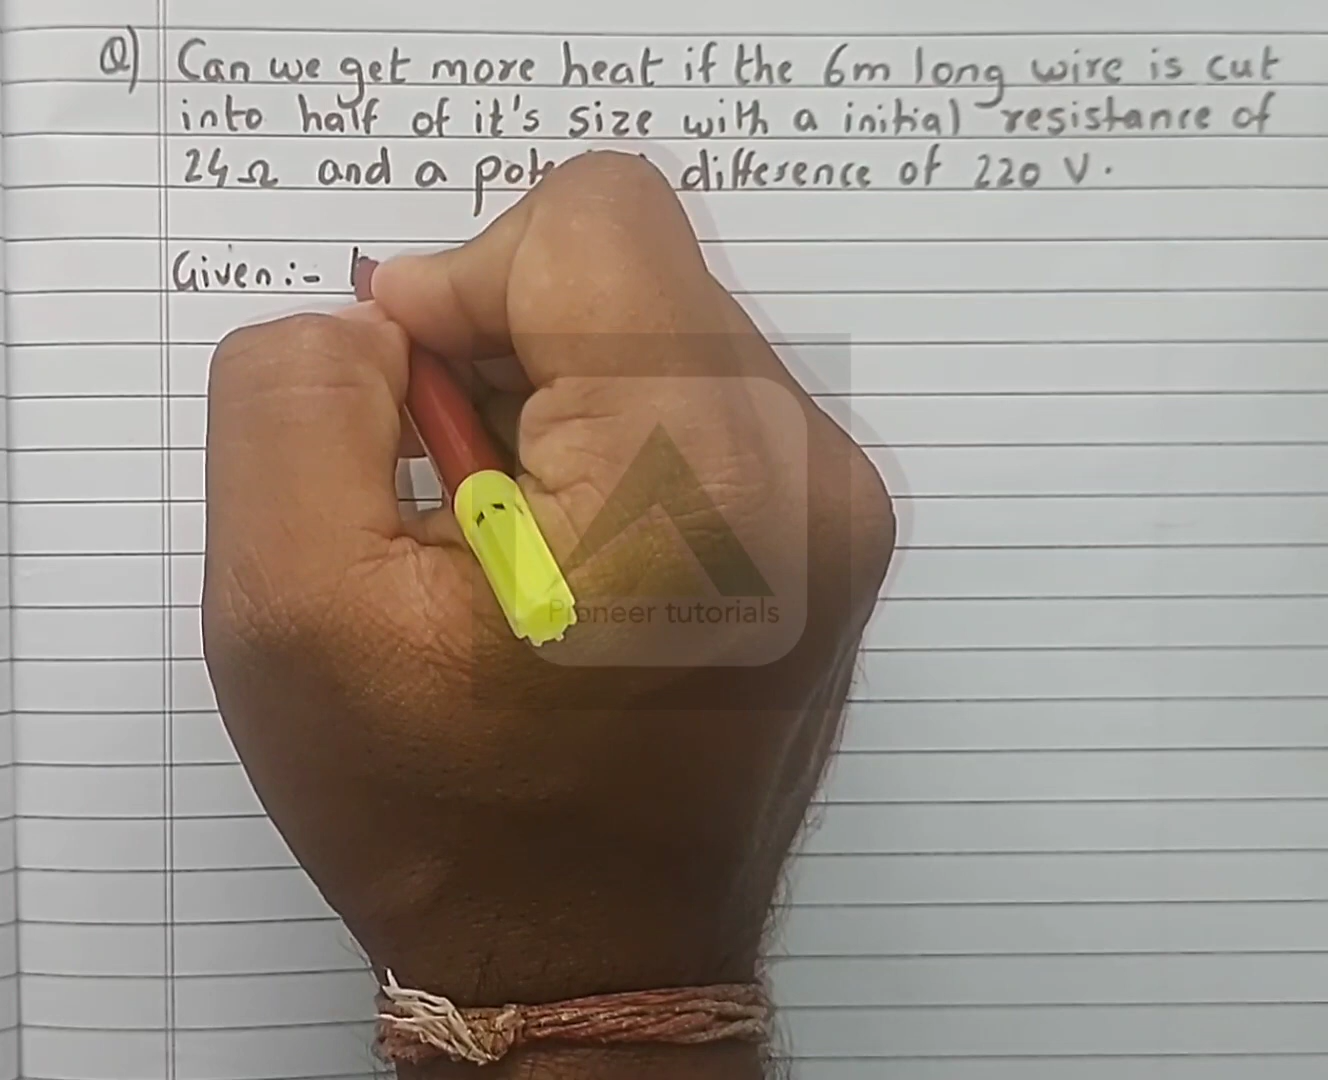 Q) Can we get more heat if the 6m long wire is cut
into half of it's size with a initial resistance of
24Ω and a difference of 220 V.
Given :-
Pioneer tutorials